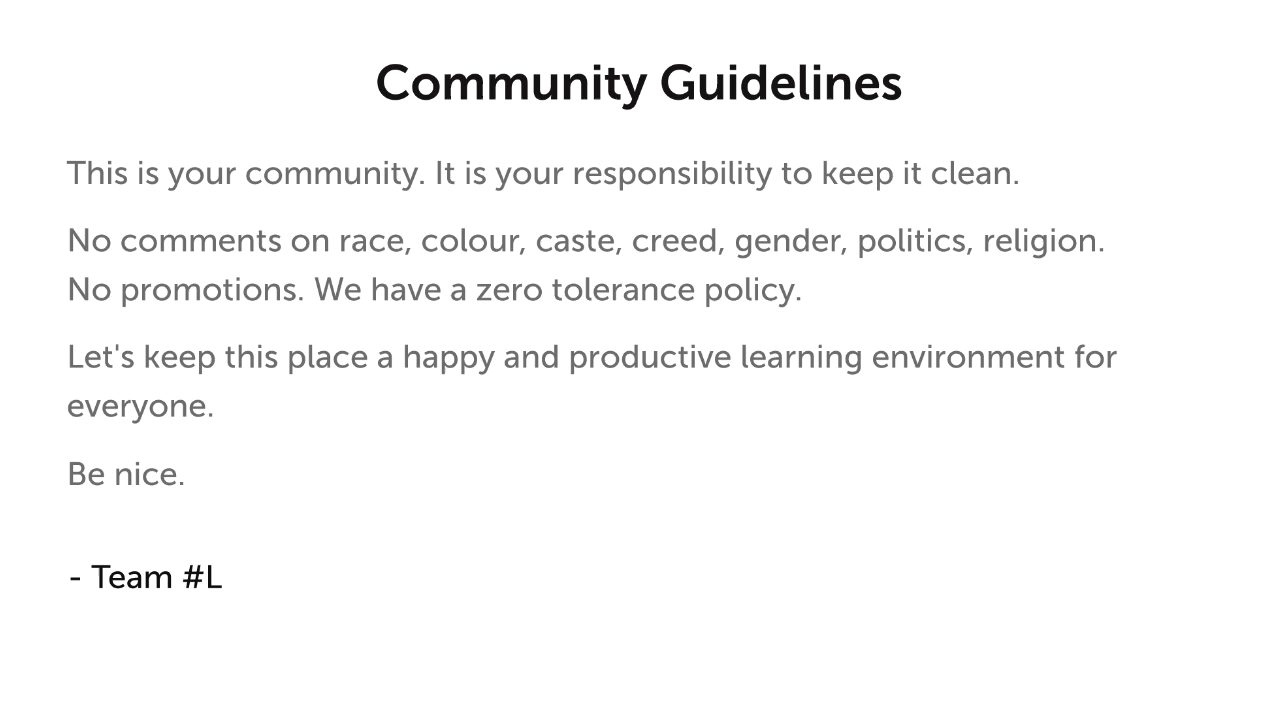 Community Guidelines
This is your community. It is your responsibility to keep it clean.
No comments on race, colour, caste, creed, gender, politics, religion.
No promotions. We have a zero tolerance policy.
Let's keep this place a happy and productive learning environment for
everyone.
Be nice.
- Team #L